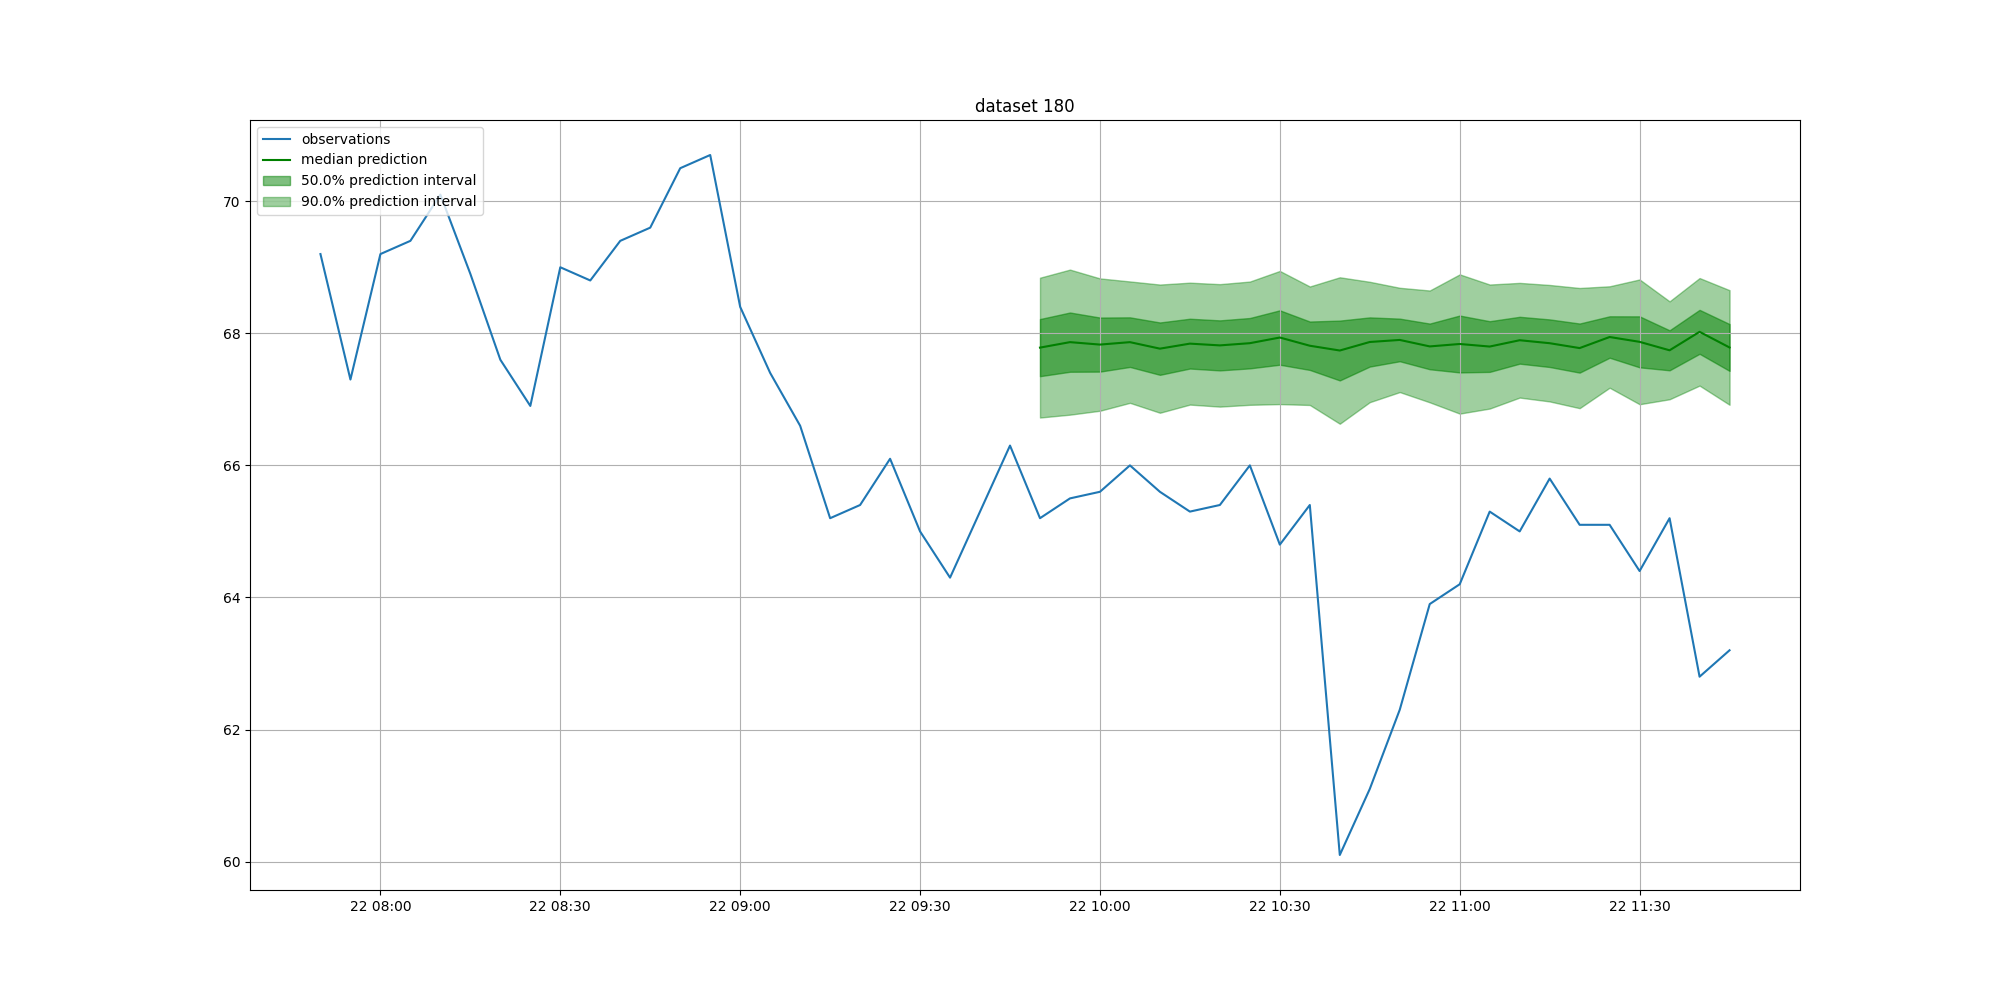 dataset 180
observations
median prediction
50.0% prediction interval
90.0% prediction interval
70
68
66
64
62
60
22 08:00 22 08:30 22 09:00 22 09:30 22 10:00 22 10:30 22 11:00 22 11:30